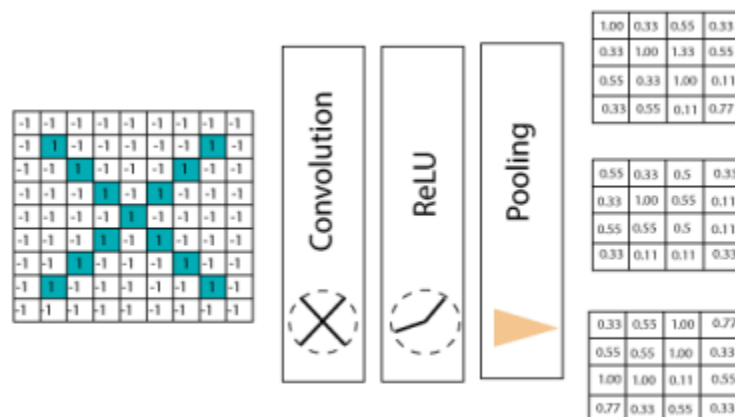 -1 -1 -1 -1 -1 -1 -1 -1 -1
-1 1 -1 -1 -1 -1 -1 1 -1
-1 -1 1 -1 -1 -1 1 -1 -1
-1 -1 -1 1 -1 1 -1 -1 -1
-1 -1 -1 -1 1 -1 -1 -1 -1
-1 -1 -1 1 -1 1 -1 -1 -1
-1 -1 1 -1 -1 -1 1 -1 -1
-1 1 -1 -1 -1 -1 -1 1 -1
-1 -1 -1 -1 -1 -1 -1 -1 -1
Convolution
ReLU
Pooling
1.00 0.33 0.55 0.33
0.33 1.00 1.33 0.55
0.55 0.33 1.00 0.11
0.33 0.55 0.11 0.77
0.55 0.33 0.5 0.33
0.33 1.00 0.55 0.11
0.55 0.55 0.5 0.11
0.33 0.11 0.11 0.33
0.33 0.55 1.00 0.77
0.55 0.55 1.00 0.33
1.00 1.00 0.11 0.55
0.77 0.33 0.55 0.33